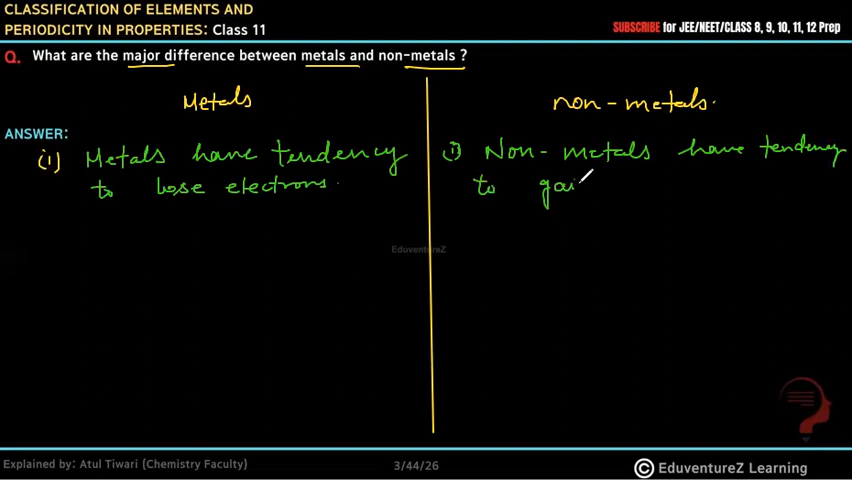 CLASSIFICATION OF ELEMENTS AND
PERIODICITY IN PROPERTIES: Class 11
SUBSCRIBE for JEE/NEET/CLASS 8, 9, 10, 11, 12 Prep
Q. What are the major difference between metals and non-metals ?
Metals
non-metals.
ANSWER:
(1) Metals have tendency
to lose electrons.
1) Non-metals have tendency
to gai
EduventureZ
Explained by: Atul Tiwari (Chemistry Faculty)
3/44/26
© EduventureZ Learning